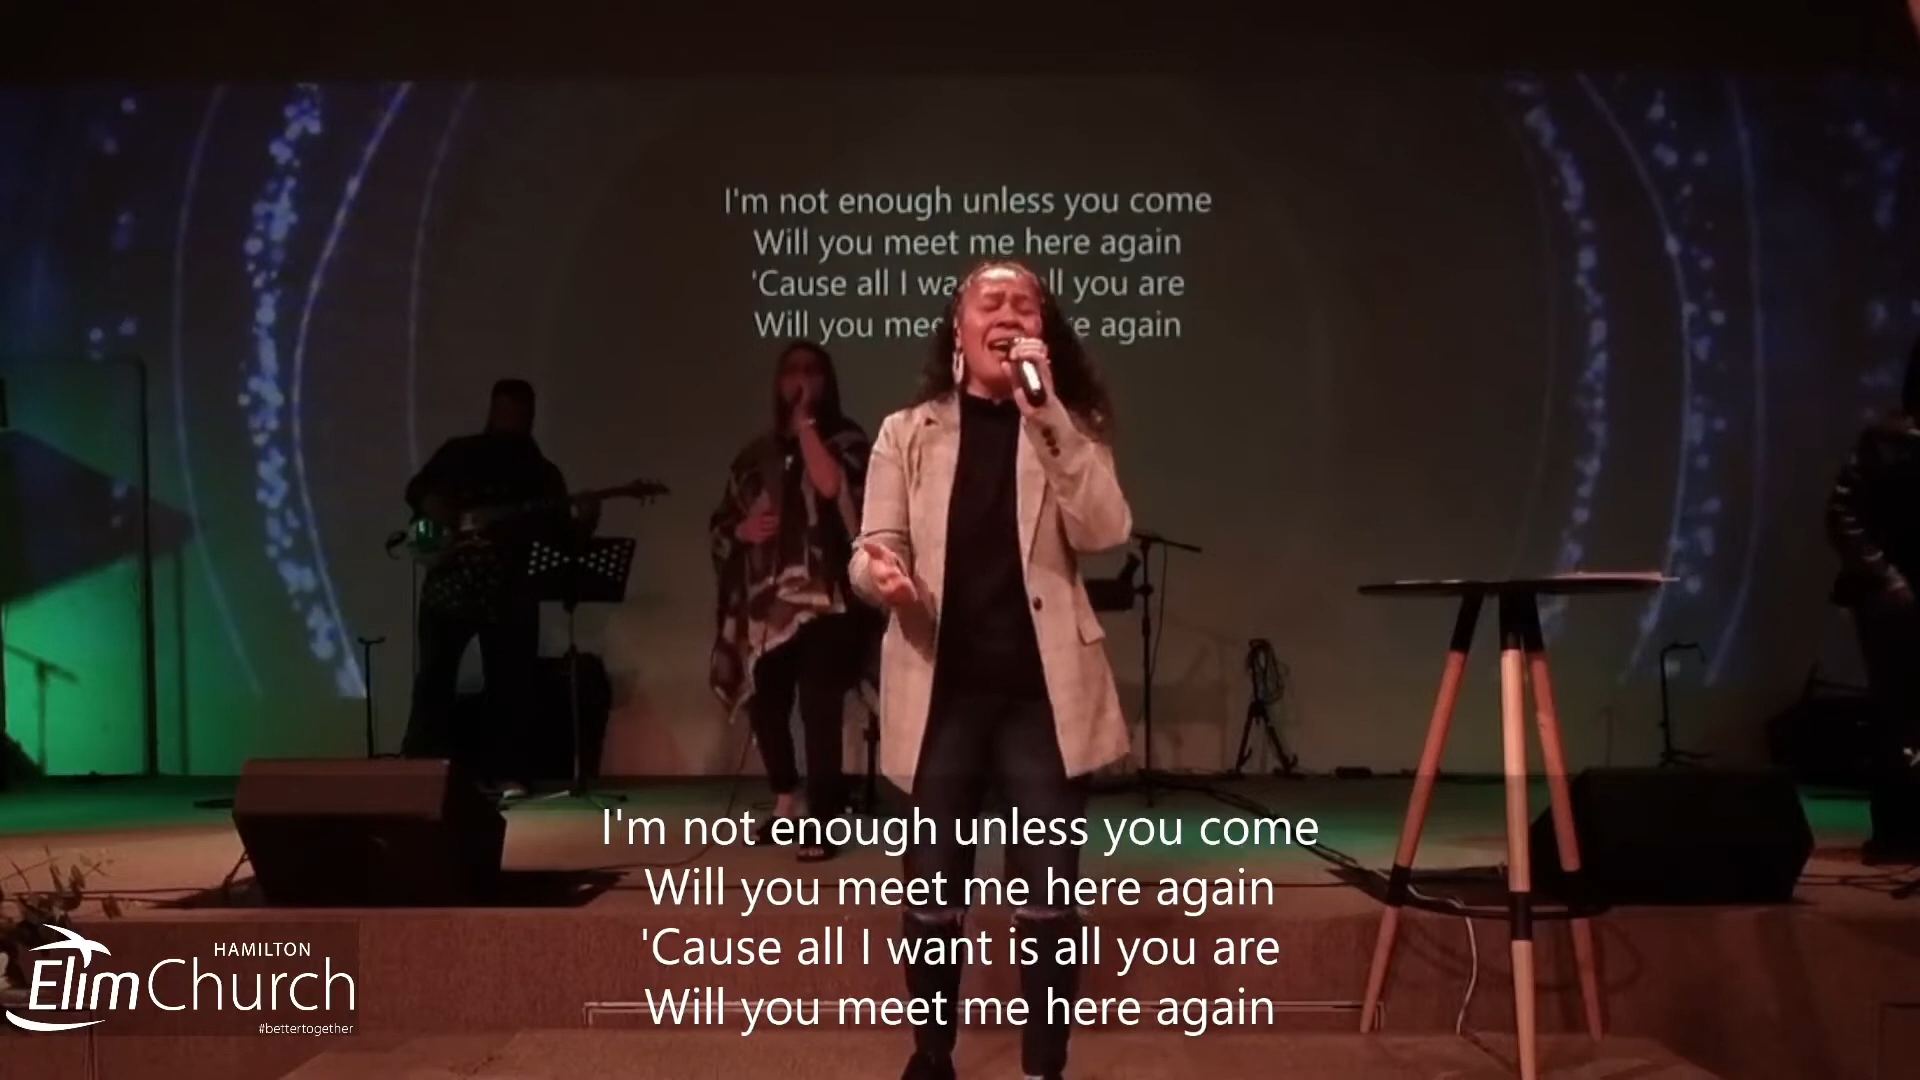 I'm not enough unless you come
Will you meet me here again
'Cause all I wa ll you are
Will you mee e again
I'm not enough unless you come
Will you meet me here again
'Cause all I want is all you are
Will you meet me here again
HAMILTON
ElimChurch
#bettertogether